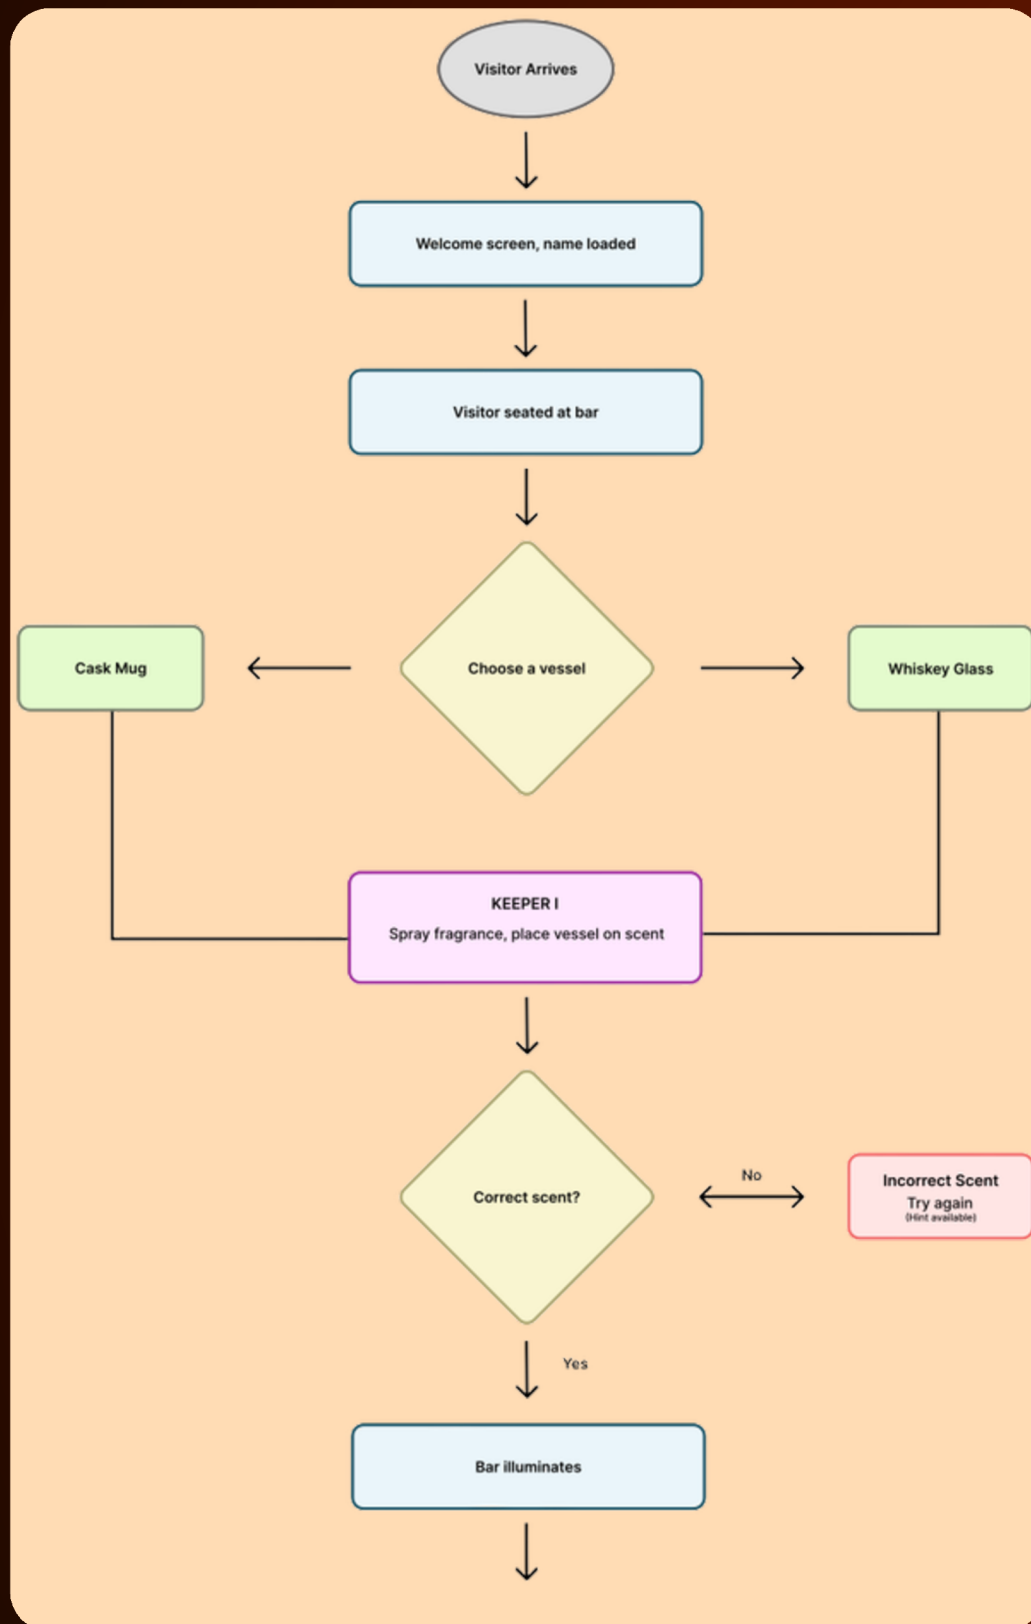 Visitor Arrives
Welcome screen, name loaded
Visitor seated at bar
Cask Mug
Choose a vessel
Whiskey Glass
KEEPER I
Spray fragrance, place vessel on scent
Correct scent?
No
Incorrect Scent
Try again
(Hint available)
Yes
Bar illuminates